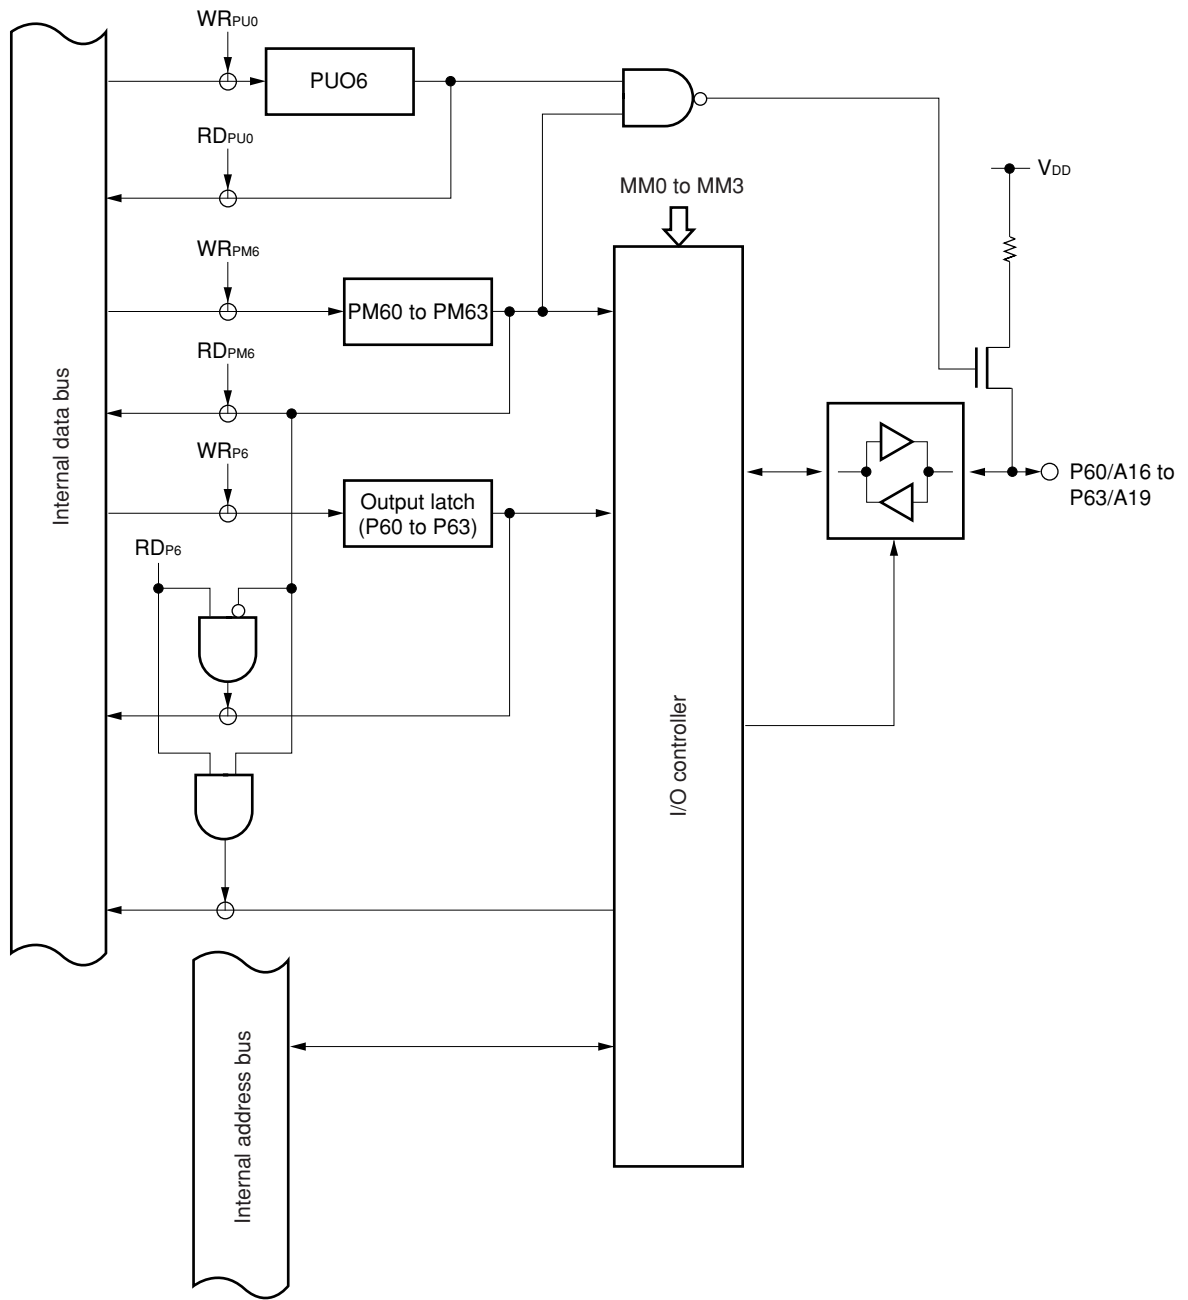 WRPU0
PUO6
RDPU0
VDD
MM0 to MM3
WRPM6
PM60 to PM63
RDPM6
Internal data bus
WRP6
P60/A16 to
P63/A19
Output latch
(P60 to P63)
RDP6
I/O controller
Internal address bus